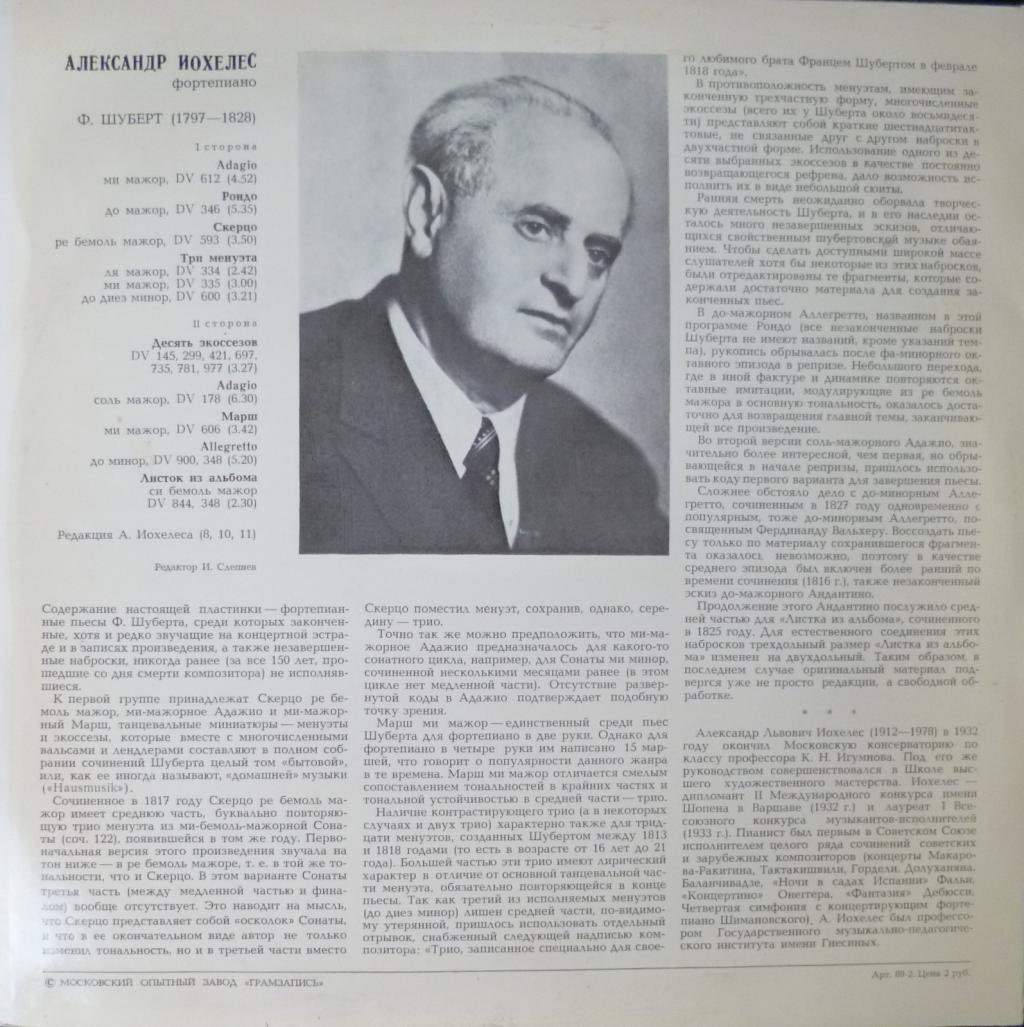 АЛЕКСАНДР ИОХЕЛЕС
фортепиано
Ф. ШУБЕРТ (1797—1828)
I сторона
Adagio
ми мажор, DV 612 (4.52)
Рондо
до мажор, DV 346 (5.35)
Скерцо
ре бемоль мажор, DV 593 (3.50)
Три менуэта
ля мажор, DV 334 (2.42)
ми мажор, DV 335 (3.00)
до диез минор, DV 600 (3.21)
II сторона
Десять экоссезов
DV 145, 299, 421, 697,
735, 781, 977 (3.27)
Adagio
соль мажор, DV 178 (6.30)
Марш
ми мажор, DV 606 (3.42)
Allegretto
до минор, DV 900, 348 (5.20)
Листок из альбома
си бемоль мажор
DV 844, 348 (2.30)
Редакция А. Иохелеса (8, 10, 11)
Редактор И. Слепнев
Содержание настоящей пластинки — фортепиан-
ные пьесы Ф. Шуберта, среди которых закончен-
ные, хотя и редко звучащие на концертной эстра-
де и в записях произведения, а также незавершен-
ные наброски, никогда ранее (за все 150 лет, про-
шедшие со дня смерти композитора) не исполняв-
шиеся.
К первой группе принадлежат Скерцо ре бе-
моль мажор, ми-мажорное Адажио и ми-мажор-
ный Марш, танцевальные миниатюры — менуэты
и экоссезы, которые вместе с многочисленными
вальсами и лендлерами составляют в полном соб-
рании сочинений Шуберта целый том «бытовой»,
или, как ее иногда называют, «домашней» музыки
(«Hausmusik»).
Сочиненное в 1817 году Скерцо ре бемоль ма-
жор имеет среднюю часть, буквально повторяю-
щую трио менуэта из ми-бемоль-мажорной Сона-
ты (соч. 122), появившейся в том же году. Перво-
начальная версия этого произведения звучала на
тон ниже — в ре бемоль мажоре, т. е. в той же то-
нальности, что и Скерцо. В этом варианте Сонаты
третья часть (между медленной частью и фина-
лом) вообще отсутствует. Это наводит на мысль,
что Скерцо представляет собой «осколок» Сонаты,
и что в ее окончательном виде автор не только
изменил тональность, но и в третьей части вместо
Скерцо поместил менуэт, сохранив, однако, сере-
дину — трио.
Точно так же можно предположить, что ми-ма-
жорное Адажио предназначалось для какого-то
сонатного цикла, например, для Сонаты ми минор,
сочиненной несколькими месяцами ранее (в этом
цикле нет медленной части). Отсутствие развер-
нутой коды в Адажио подтверждает подобную
точку зрения.
Марш ми мажор — единственный среди пьес
Шуберта для фортепиано в две руки. Однако для
фортепиано в четыре руки им написано 15 мар-
шей, что говорит о популярности данного жанра
в те времена. Марш ми мажор отличается смелым
сопоставлением тональностей в крайних частях и
тональной устойчивостью в средней части — трио.
Наличие контрастирующего трио (а в некоторых
случаях и двух трио) характерно также для трид-
цати менуэтов, созданных Шубертом между 1813
и 1818 годами (то есть в возрасте от 16 лет до 21
года). Большей частью эти трио имеют лирический
характер в отличие от основной танцевальной час-
ти менуэта, обязательно повторяющейся в конце
пьесы. Так как третий из исполняемых менуэтов
(до диез минор) лишен средней части, по-видимо-
му утерянной, пришлось использовать отдельный
отрывок, снабженный следующей надписью ком-
позитора: «Трио, записанное специально для свое-
го любимого брата Францем Шубертом в феврале
1818 года».
В противоположность менуэтам, имеющим за-
конченную трехчастную форму, многочисленные
экоссезы (всего их у Шуберта около восьмидеся-
ти) представляют собой краткие шестнадцатитак-
товые, не связанные друг с другом наброски в
двухчастной форме. Использование одного из де-
сяти выбранных экоссезов в качестве постоянно
возвращающегося рефрена, дало возможность ис-
полнить их в виде небольшой сюиты.
Ранняя смерть неожиданно оборвала творчес-
кую деятельность Шуберта, и в его наследии ос-
талось много незавершенных эскизов, отличаю-
щихся свойственным шубертовской музыке обая-
нием. Чтобы сделать доступными широкой массе
слушателей хотя бы некоторые из этих набросков,
были отредактированы те фрагменты, которые со-
держали достаточно материала для создания за-
конченных пьес.
В до-мажорном Аллегретто, названном в этой
программе Рондо (все незаконченные наброски
Шуберта не имеют названий, кроме указаний тем-
па), рукопись обрывалась после фа-минорного ок-
тавного эпизода в репризе. Небольшого перехода,
где в иной фактуре и динамике повторяются ок-
тавные имитации, модулирующие из ре бемоль
мажора в основную тональность, оказалось доста-
точно для возвращения главной темы, заканчиваю-
щей все произведение.
Во второй версии соль-мажорного Адажио, зна-
чительно более интересной, чем первая, но обры-
вающейся в начале репризы, пришлось использо-
вать коду первого варианта для завершения пьесы.
Сложнее обстояло дело с до-минорным Алле-
гретто, сочиненным в 1827 году одновременно с
популярным, тоже до-минорным Аллегретто, по-
священным Фердинанду Вальхеру. Воссоздать пье-
су только по материалу сохранившегося фрагмен-
та оказалось невозможно, поэтому в качестве
среднего эпизода был включен более ранний по
времени сочинения (1816 г.), также незаконченный
эскиз до-мажорного Андантино.
Продолжение этого Андантино послужило сред-
ней частью для «Листка из альбома», сочиненного
в 1825 году. Для естественного соединения этих
набросков трехдольный размер «Листка из альбо-
ма» изменен на двухдольный. Таким образом, в
последнем случае оригинальный материал под-
вергся уже не просто редакции, а свободной об-
работке.
* * *
Александр Львович Иохелес (1912—1978) в 1932
году окончил Московскую консерваторию по
классу профессора К. Н. Игумнова. Под его же
руководством совершенствовался в Школе выс-
шего художественного мастерства. Иохелес —
дипломант II Международного конкурса имени
Шопена в Варшаве (1932 г.) и лауреат I Все-
союзного конкурса музыкантов-исполнителей
(1933 г.). Пианист был первым в Советском Союзе
исполнителем целого ряда сочинений советских
и зарубежных композиторов (концерты Макаро-
ва-Ракитина, Тактакишвили, Гордели, Долуханяна,
Баланчивадзе, «Ночи в садах Испании» Фальи,
«Концертино» Онеггера, «Фантазия» Дебюсси,
Четвертая симфония с концертирующим форте-
пиано Шимановского). А. Иохелес был профессо-
ром Государственного музыкально-педагогичес-
кого института имени Гнесиных.
© МОСКОВСКИЙ ОПЫТНЫЙ ЗАВОД «ГРАМЗАПИСЬ»
Арт. 89-2. Цена 2 руб.